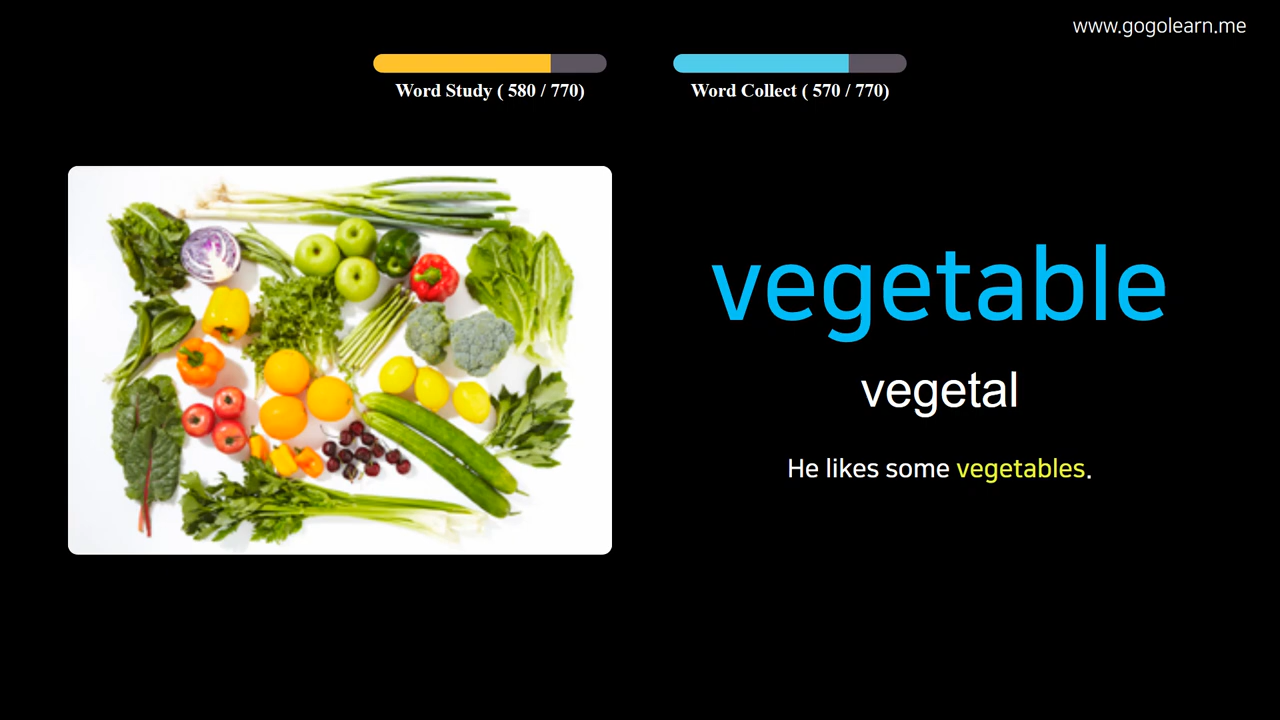 www.gogolearn.me
Word Study ( 580 / 770)
Word Collect ( 570 / 770)
vegetable
vegetal
He likes some vegetables.